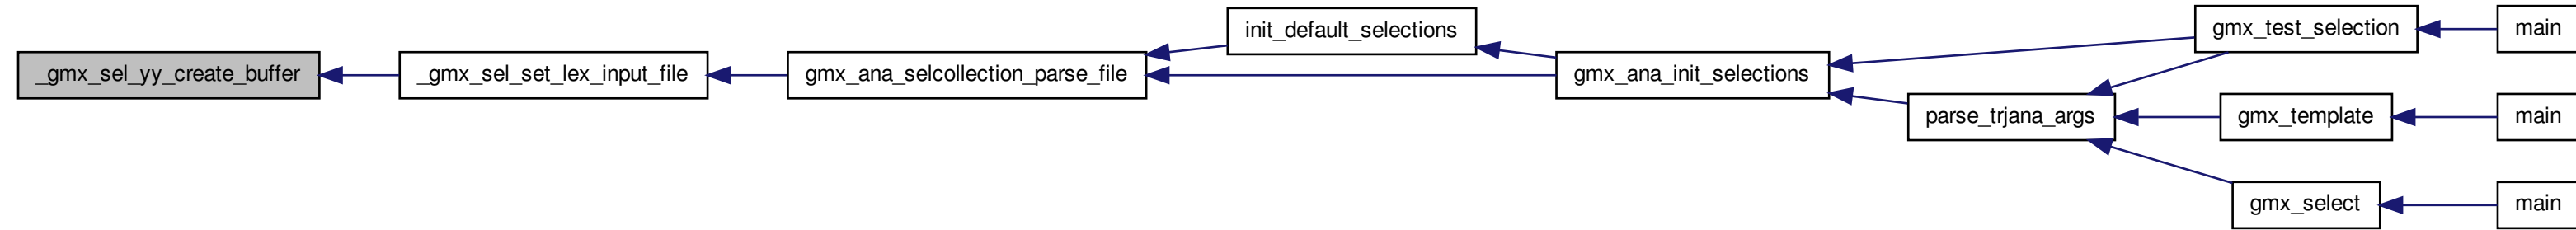 _gmx_sel_yy_create_buffer
_gmx_sel_set_lex_input_file
gmx_ana_selcollection_parse_file
init_default_selections
gmx_ana_init_selections
gmx_test_selection
main
parse_trjana_args
gmx_template
main
gmx_select
main